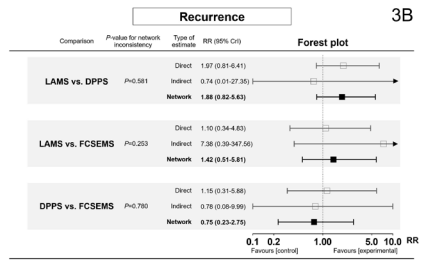 Recurrence
3B
Comparison P-value for network inconsistency Type of estimate RR (95% CrI) Forest plot
Direct 1.97 (0.81-6.41)
LAMS vs. DPPS P=0.581 Indirect 0.74 (0.01-27.35)
Network 1.88 (0.82-5.63)
Direct 1.10 (0.34-4.83)
LAMS vs. FCSEMS P=0.253 Indirect 7.38 (0.39-347.56)
Network 1.42 (0.51-5.81)
Direct 1.15 (0.31-5.88)
DPPS vs. FCSEMS P=0.780 Indirect 0.78 (0.08-9.99)
Network 0.75 (0.23-2.75)
0.1 0.2 1.00 5.0 10.0 RR
Favours [control] Favours [experimental]